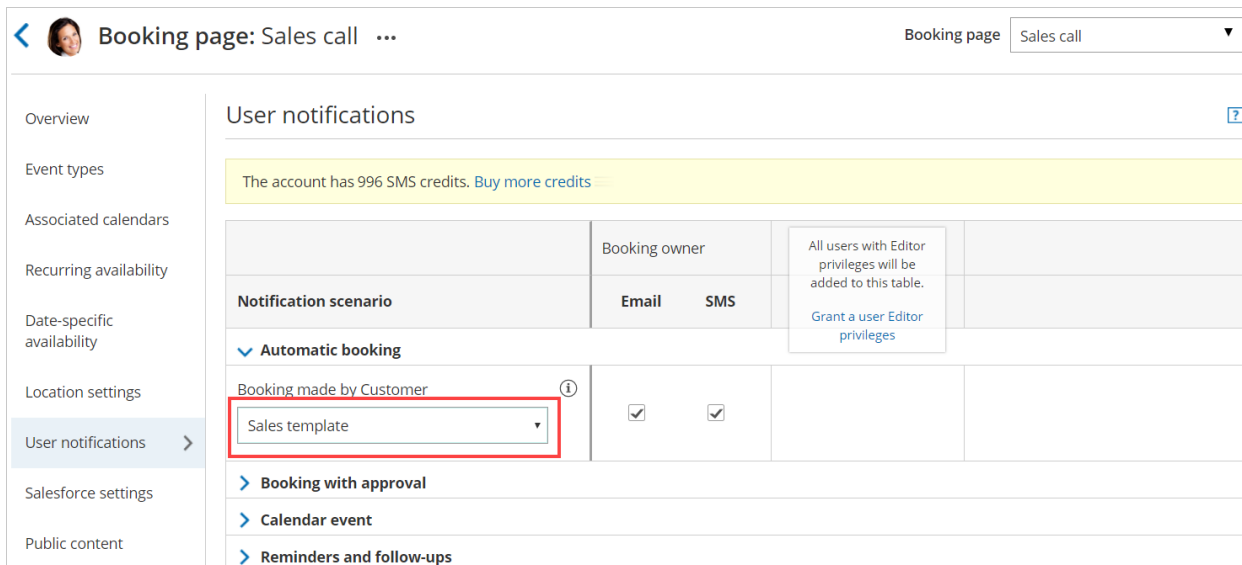 Booking page: Sales call ...
Booking page Sales call
Overview
Event types
Associated calendars
Recurring availability
Date-specific
availability
Location settings
User notifications
Salesforce settings
Public content
User notifications
?
The account has 996 SMS credits. Buy more credits
Booking owner
All users with Editor
privileges will be
added to this table.
Grant a user Editor
privileges
Notification scenario Email SMS
Automatic booking
Booking made by Customer i
Sales template
Booking with approval
Calendar event
Reminders and follow-ups